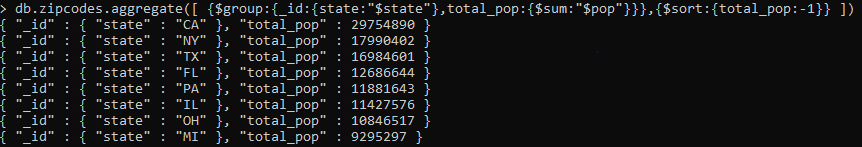 > db.zipcodes.aggregate([ {$group:{_id:{state:"$state"},total_pop:{$sum:"$pop"}}},{$sort:{total_pop:-1}} ])
{ "_id" : { "state" : "CA" }, "total_pop" : 29754890 }
{ "_id" : { "state" : "NY" }, "total_pop" : 17990402 }
{ "_id" : { "state" : "TX" }, "total_pop" : 16984601 }
{ "_id" : { "state" : "FL" }, "total_pop" : 12686644 }
{ "_id" : { "state" : "PA" }, "total_pop" : 11881643 }
{ "_id" : { "state" : "IL" }, "total_pop" : 11427576 }
{ "_id" : { "state" : "OH" }, "total_pop" : 10846517 }
{ "_id" : { "state" : "MI" }, "total_pop" : 9295297 }